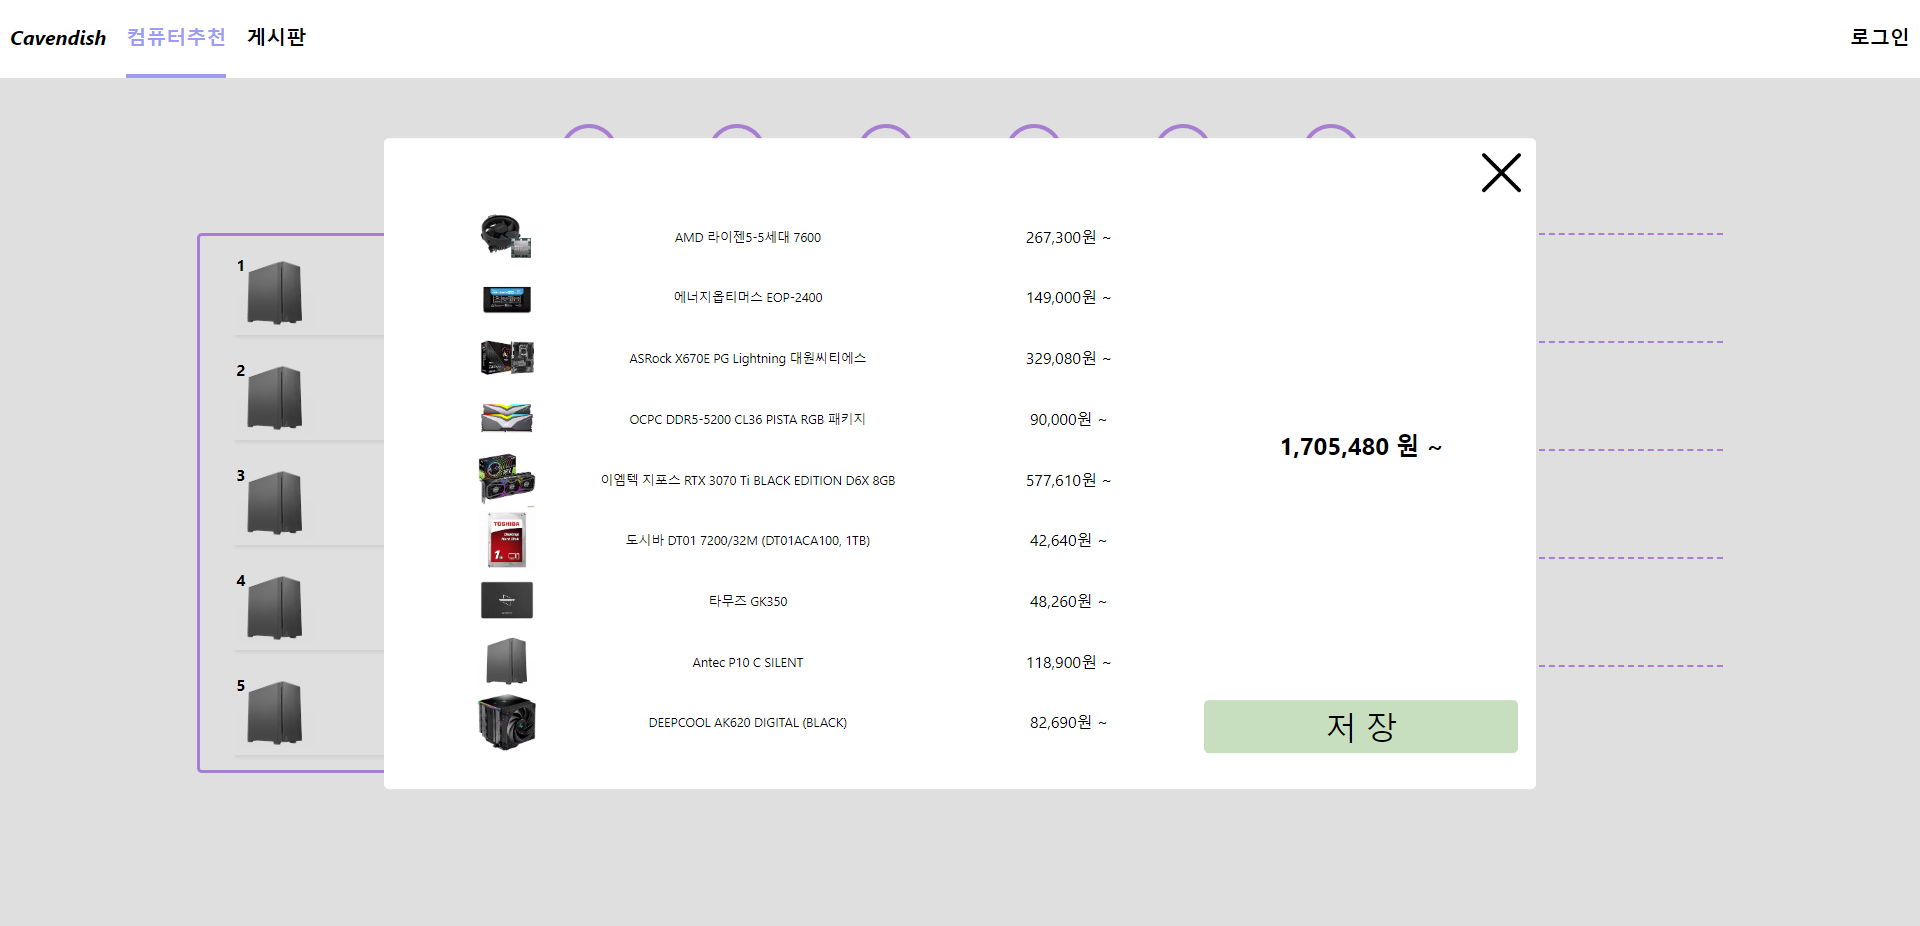 Cavendish 컴퓨터추천 게시판 로그인
1
2
3
4
5
AMD 라이젠5-5세대 7600 267,300원 ~
에너지옵티머스 EOP-2400 149,000원 ~
ASRock X670E PG Lightning 대원씨티에스 329,080원 ~
OCPC DDR5-5200 CL36 PISTA RGB 패키지 90,000원 ~
이엠텍 지포스 RTX 3070 Ti BLACK EDITION D6X 8GB 577,610원 ~
TOSHIBA
도시바 DT01 7200/32M (DT01ACA100, 1TB) 42,640원 ~
타무즈 GK350 48,260원 ~
Antec P10 C SILENT 118,900원 ~
DEEPCOOL AK620 DIGITAL (BLACK) 82,690원 ~
1,705,480 원 ~
저 장